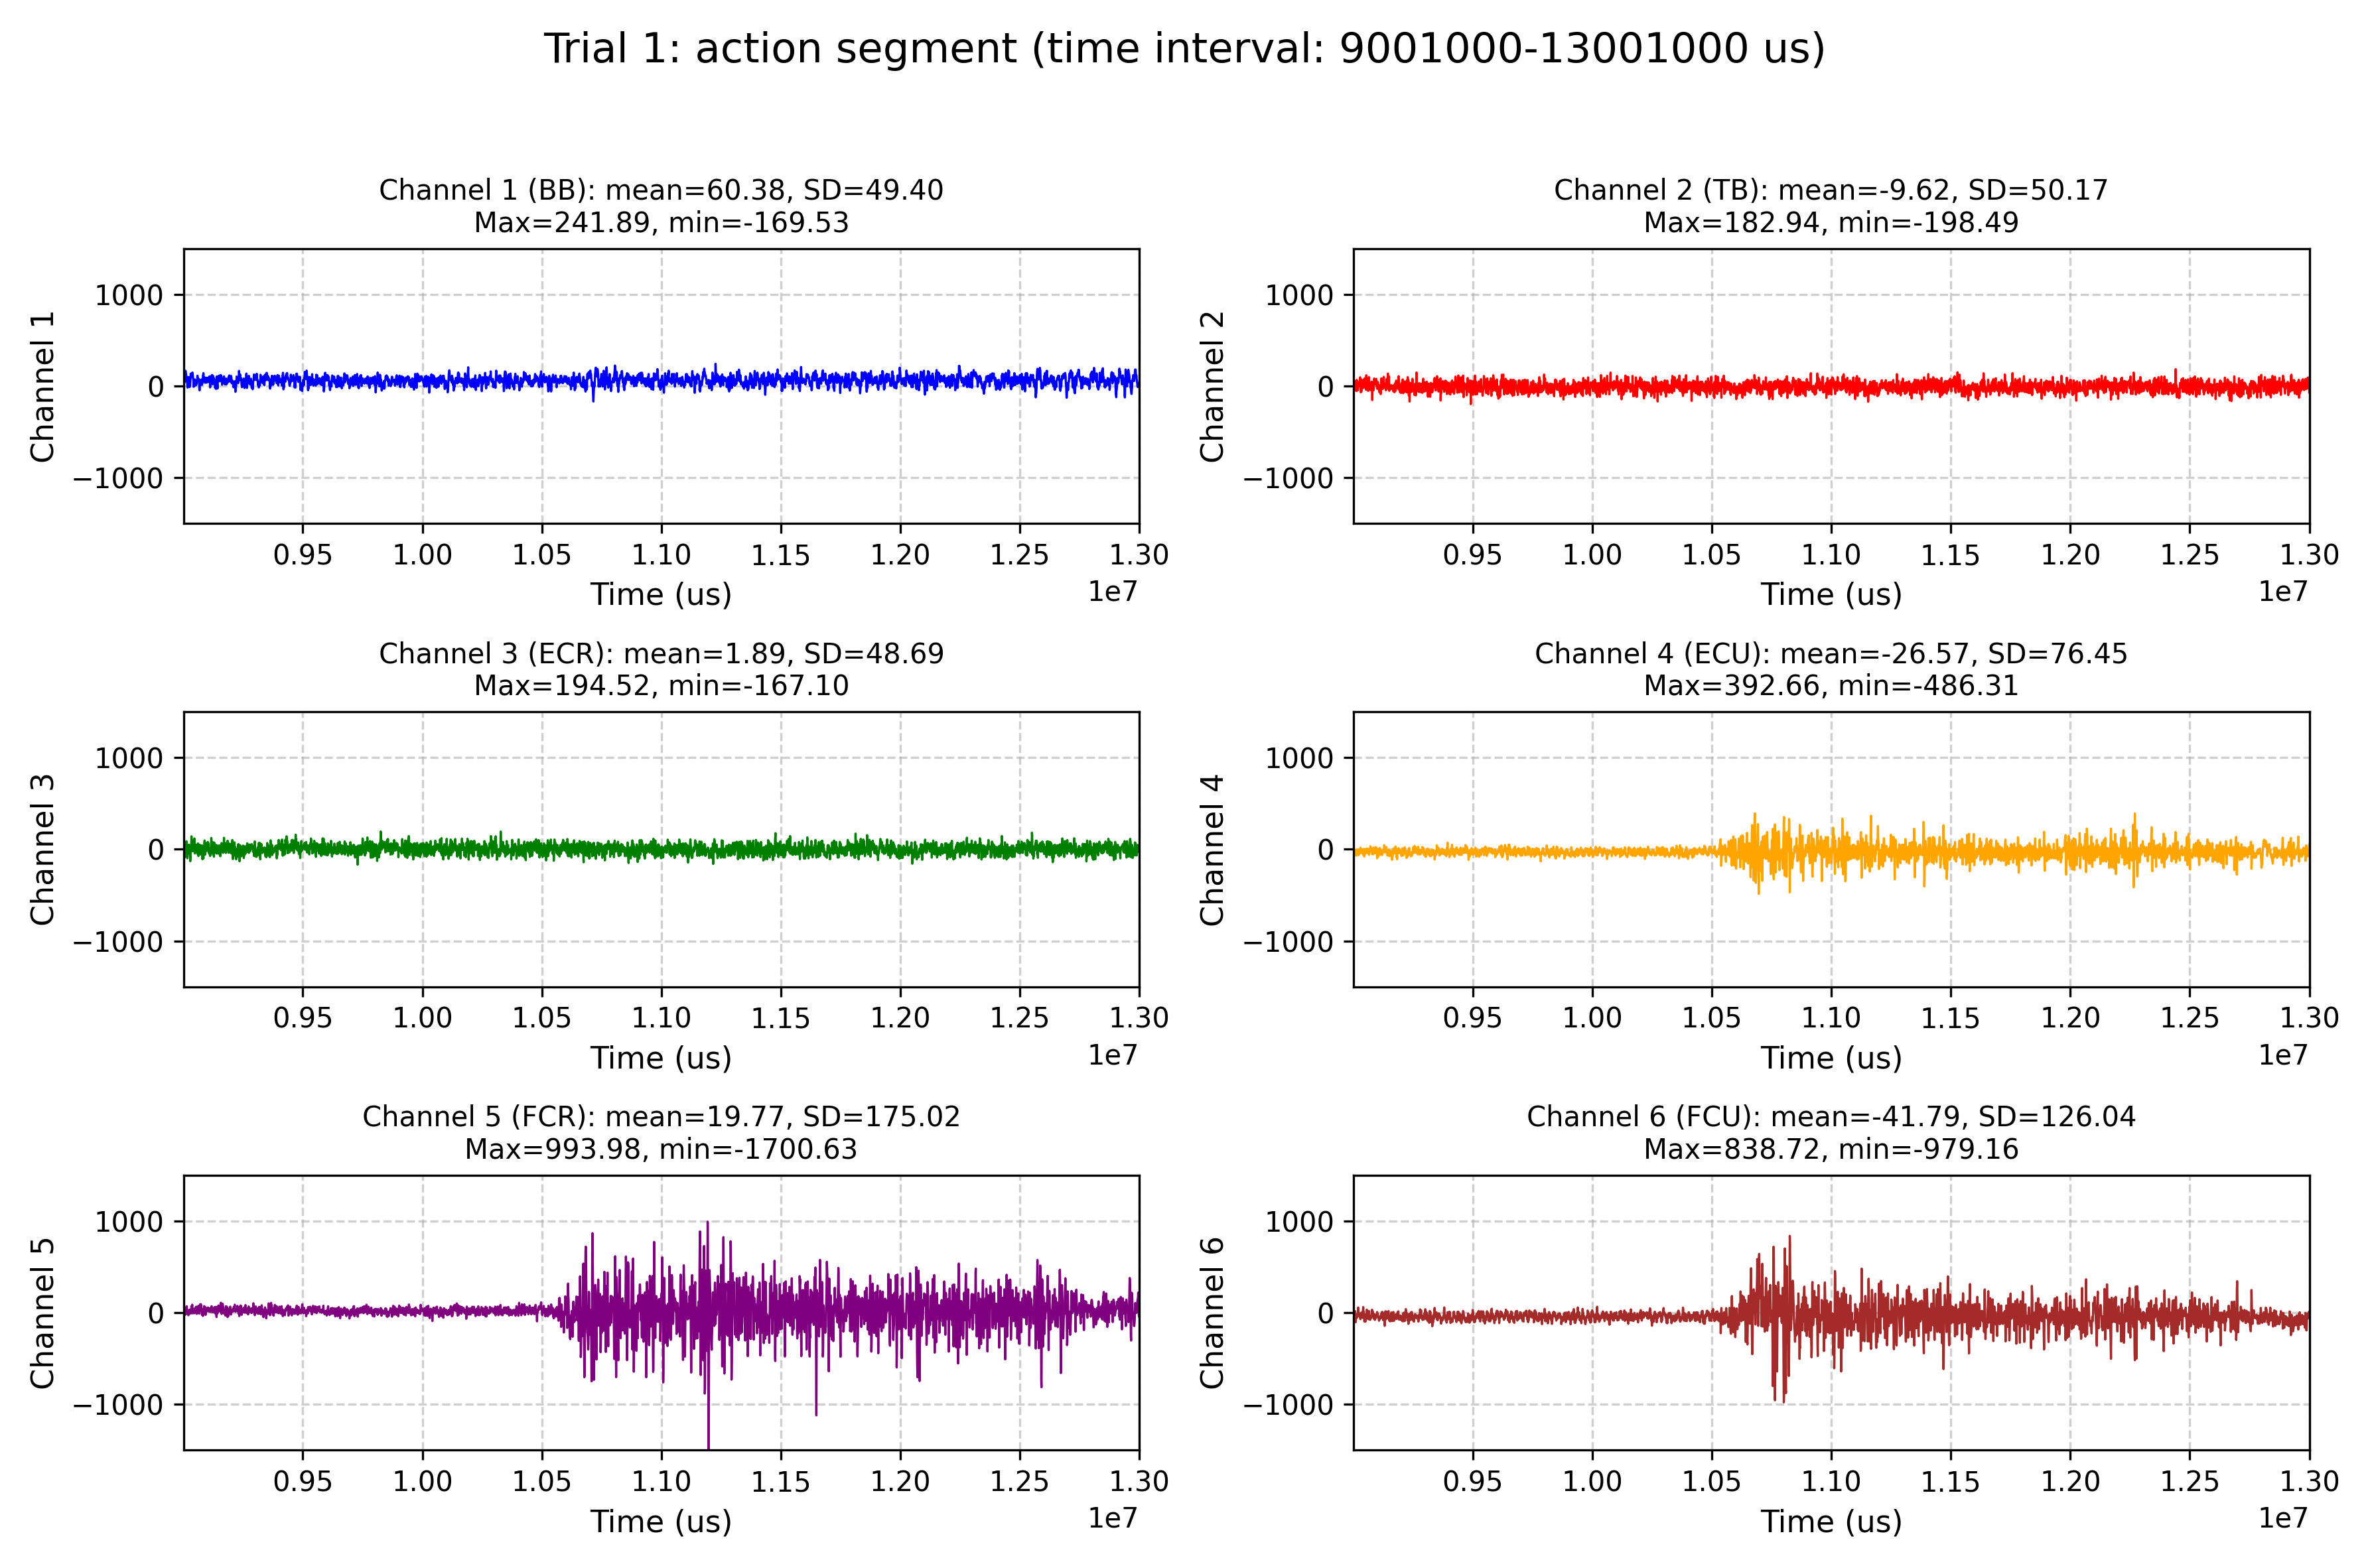 Trial 1: action segment (time interval: 9001000-13001000 us)
Channel 1 (BB): mean=60.38, SD=49.40
Max=241.89, min=-169.53
Channel 1
1000
0
−1000
0.95 1.00 1.05 1.10 1.15 1.20 1.25 1.30
Time (us)
1e7
Channel 2 (TB): mean=-9.62, SD=50.17
Max=182.94, min=-198.49
Channel 2
1000
0
−1000
0.95 1.00 1.05 1.10 1.15 1.20 1.25 1.30
Time (us)
1e7
Channel 3 (ECR): mean=1.89, SD=48.69
Max=194.52, min=-167.10
Channel 3
1000
0
−1000
0.95 1.00 1.05 1.10 1.15 1.20 1.25 1.30
Time (us)
1e7
Channel 4 (ECU): mean=-26.57, SD=76.45
Max=392.66, min=-486.31
Channel 4
1000
0
−1000
0.95 1.00 1.05 1.10 1.15 1.20 1.25 1.30
Time (us)
1e7
Channel 5 (FCR): mean=19.77, SD=175.02
Max=993.98, min=-1700.63
Channel 5
1000
0
−1000
0.95 1.00 1.05 1.10 1.15 1.20 1.25 1.30
Time (us)
1e7
Channel 6 (FCU): mean=-41.79, SD=126.04
Max=838.72, min=-979.16
Channel 6
1000
0
−1000
0.95 1.00 1.05 1.10 1.15 1.20 1.25 1.30
Time (us)
1e7